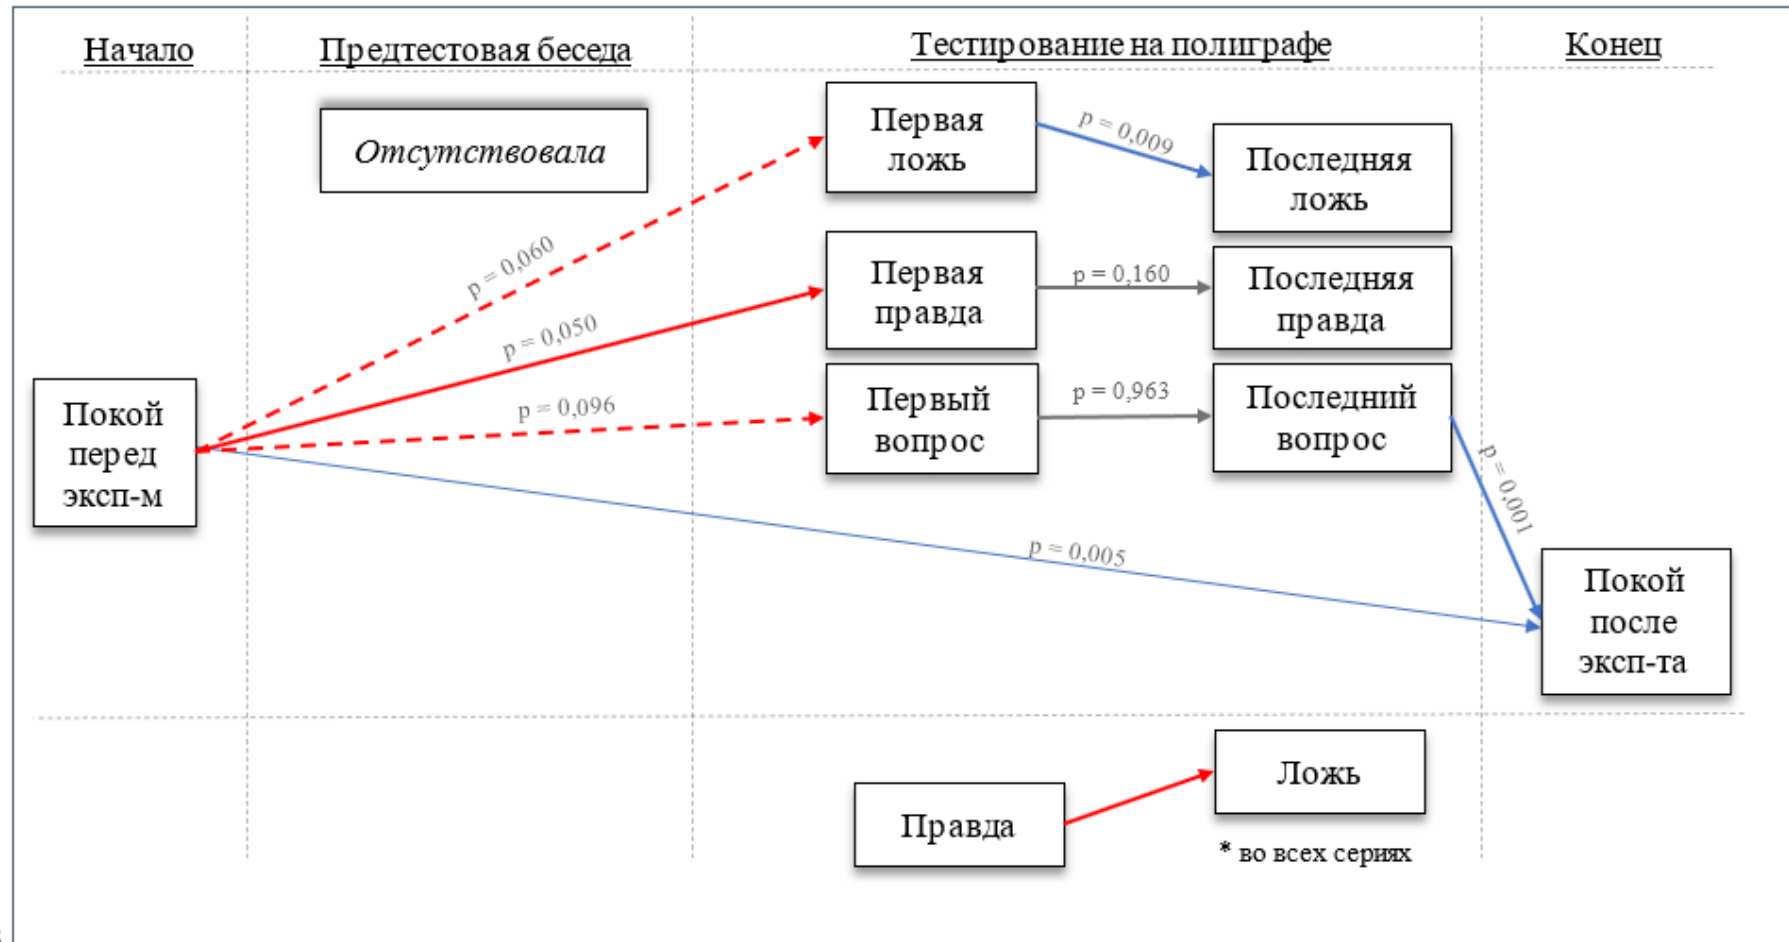 Начало
Предтестовая беседа
Тестирование на полиграфе
Конец
Отсутствовала
Первая
ложь
p = 0,009
Последняя
ложь
p = 0,060
Первая
правда
p = 0,160
Последняя
правда
p = 0,050
Покой
перед
эксп-м
p = 0,096
Первый
вопрос
p = 0,963
Последний
вопрос
p = 0,001
p = 0,005
Покой
после
эксп-та
Правда
Ложь
* во всех сериях